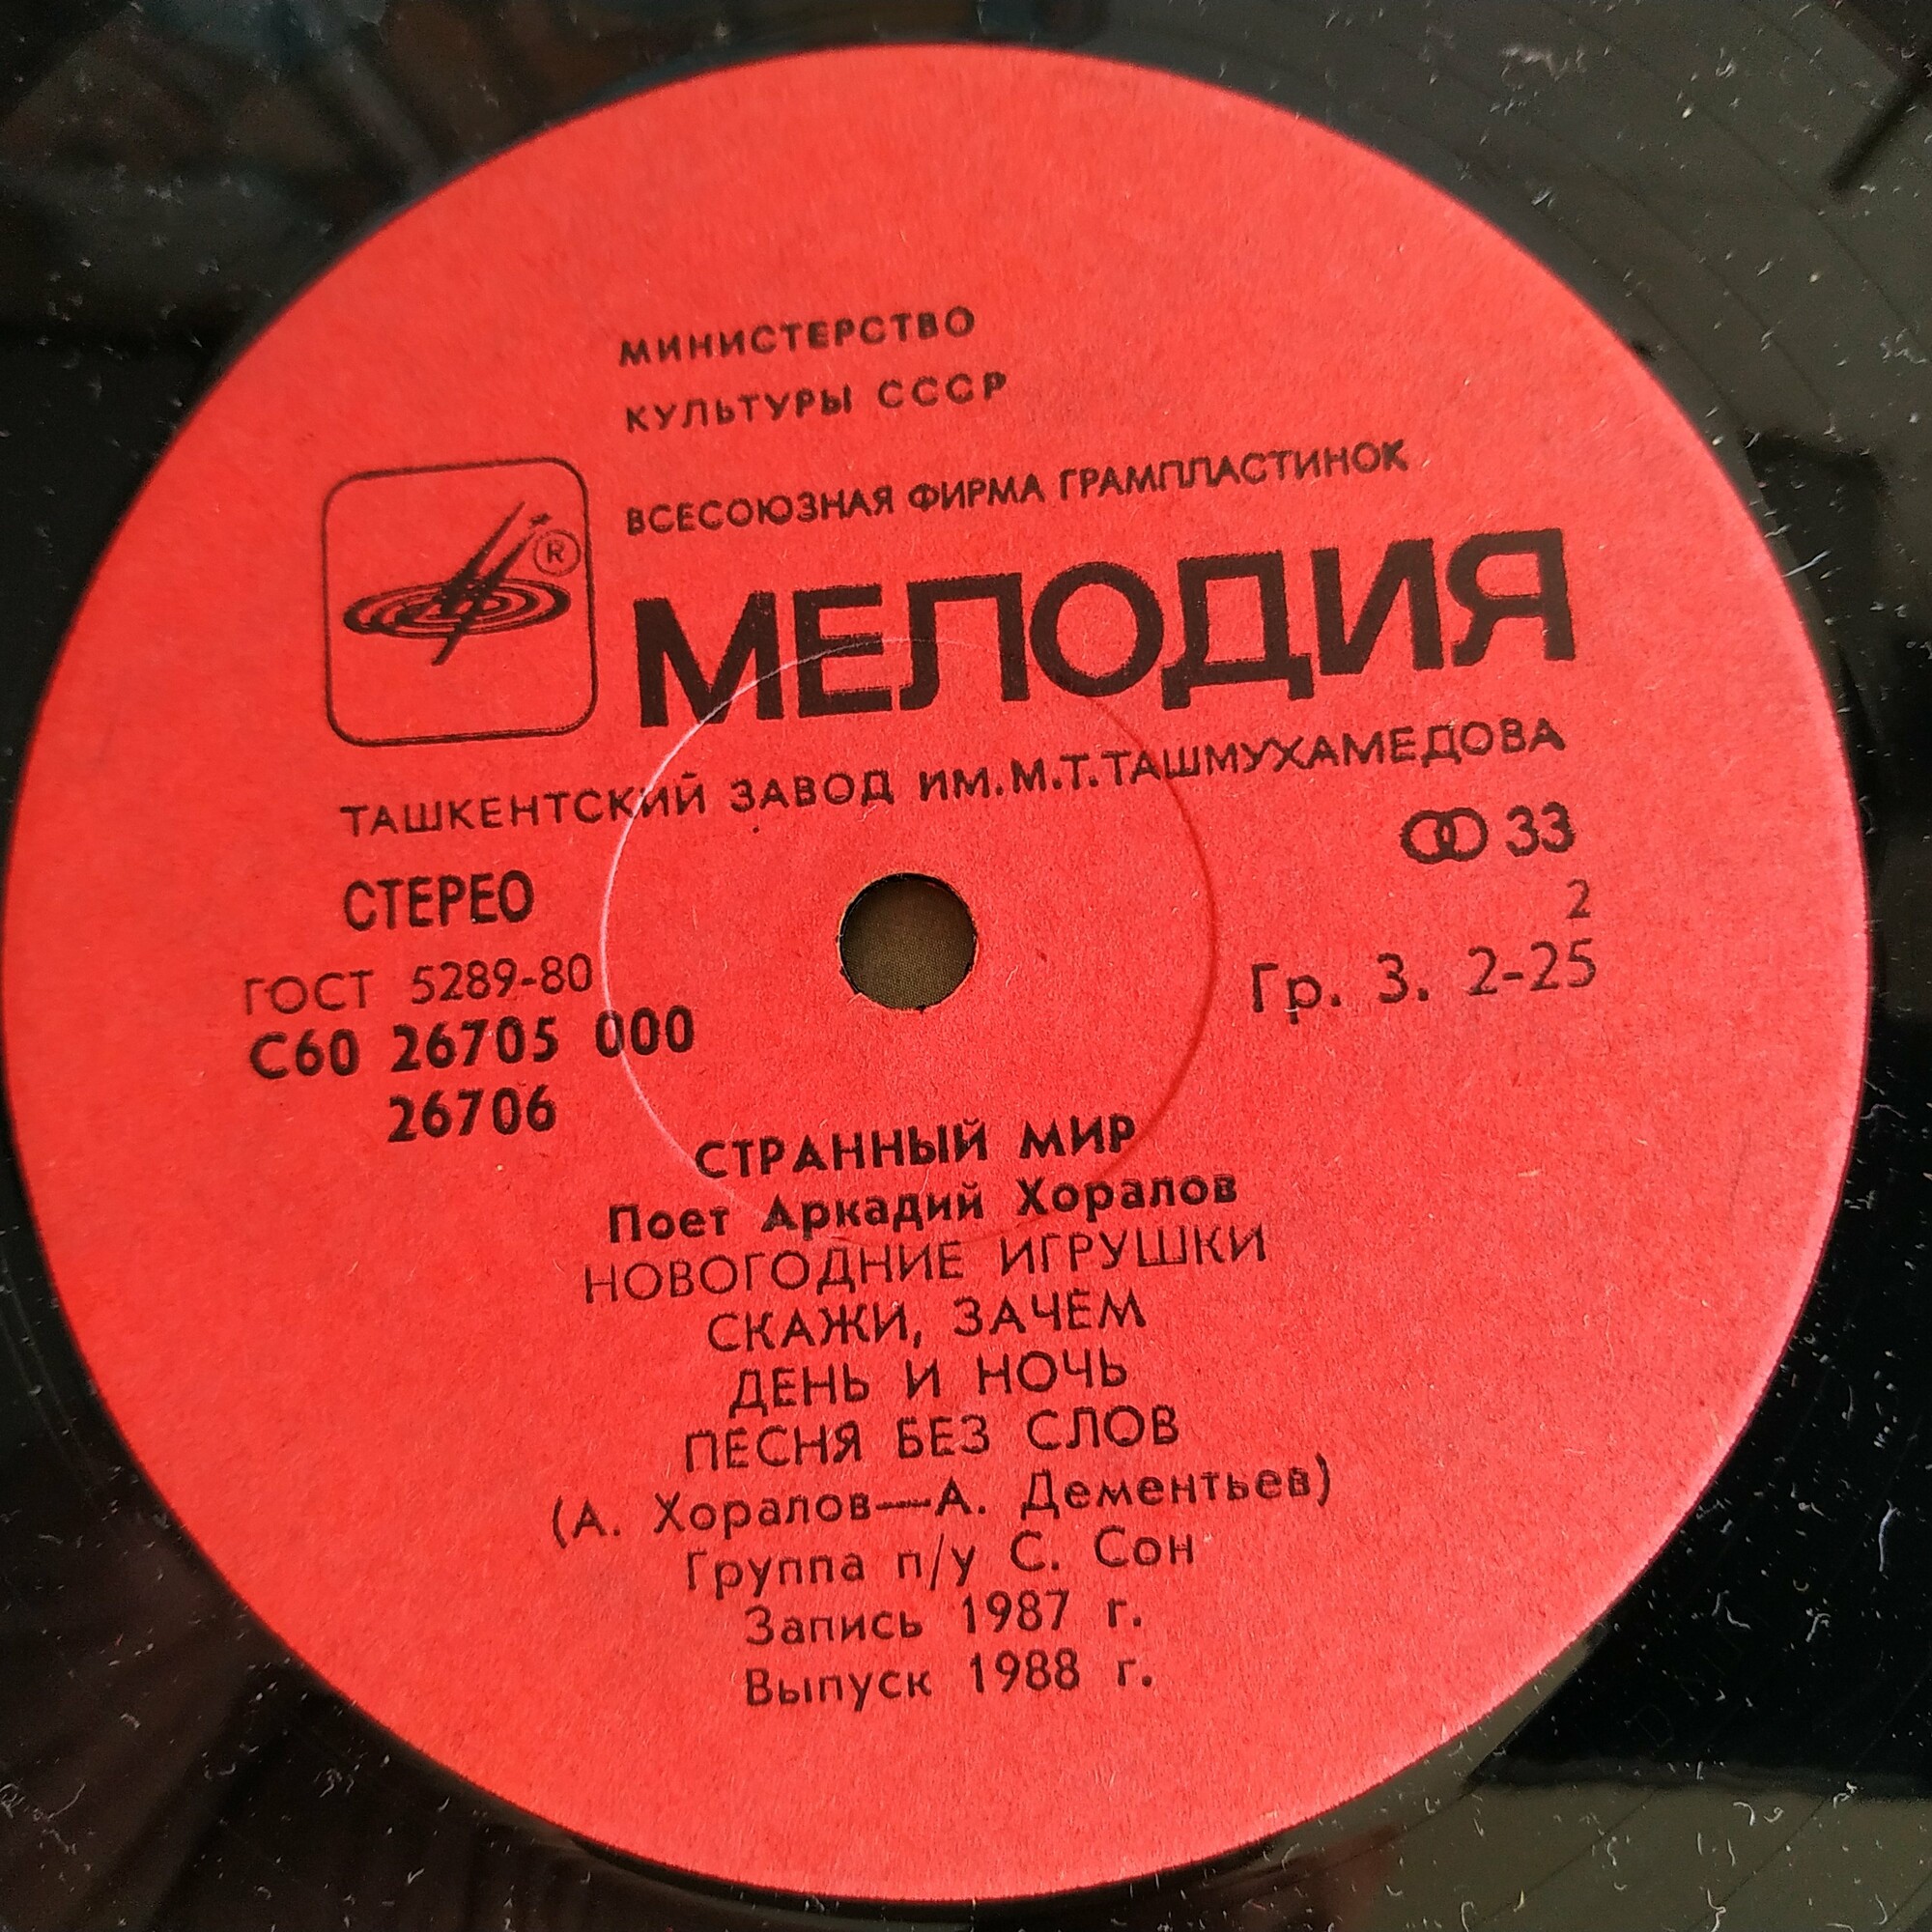 МИНИСТЕРСТВО
КУЛЬТУРЫ СССР
ВСЕСОЮЗНАЯ ФИРМА ГРАМПЛАСТИНОК
®
МЕЛОДИЯ
ТАШКЕНТСКИЙ ЗАВОД ИМ.М.Т.ТАШМУХАМЕДОВА
СТЕРЕО
33
2
ГОСТ 5289-80
Гр. 3. 2-25
С60 26705 000
26706
СТРАННЫЙ МИР
Поет Аркадий Хоралов
НОВОГОДНИЕ ИГРУШКИ
СКАЖИ, ЗАЧЕМ
ДЕНЬ И НОЧЬ
ПЕСНЯ БЕЗ СЛОВ
(А. Хоралов—А. Дементьев)
Группа п/у С. Сон
Запись 1987 г.
Выпуск 1988 г.